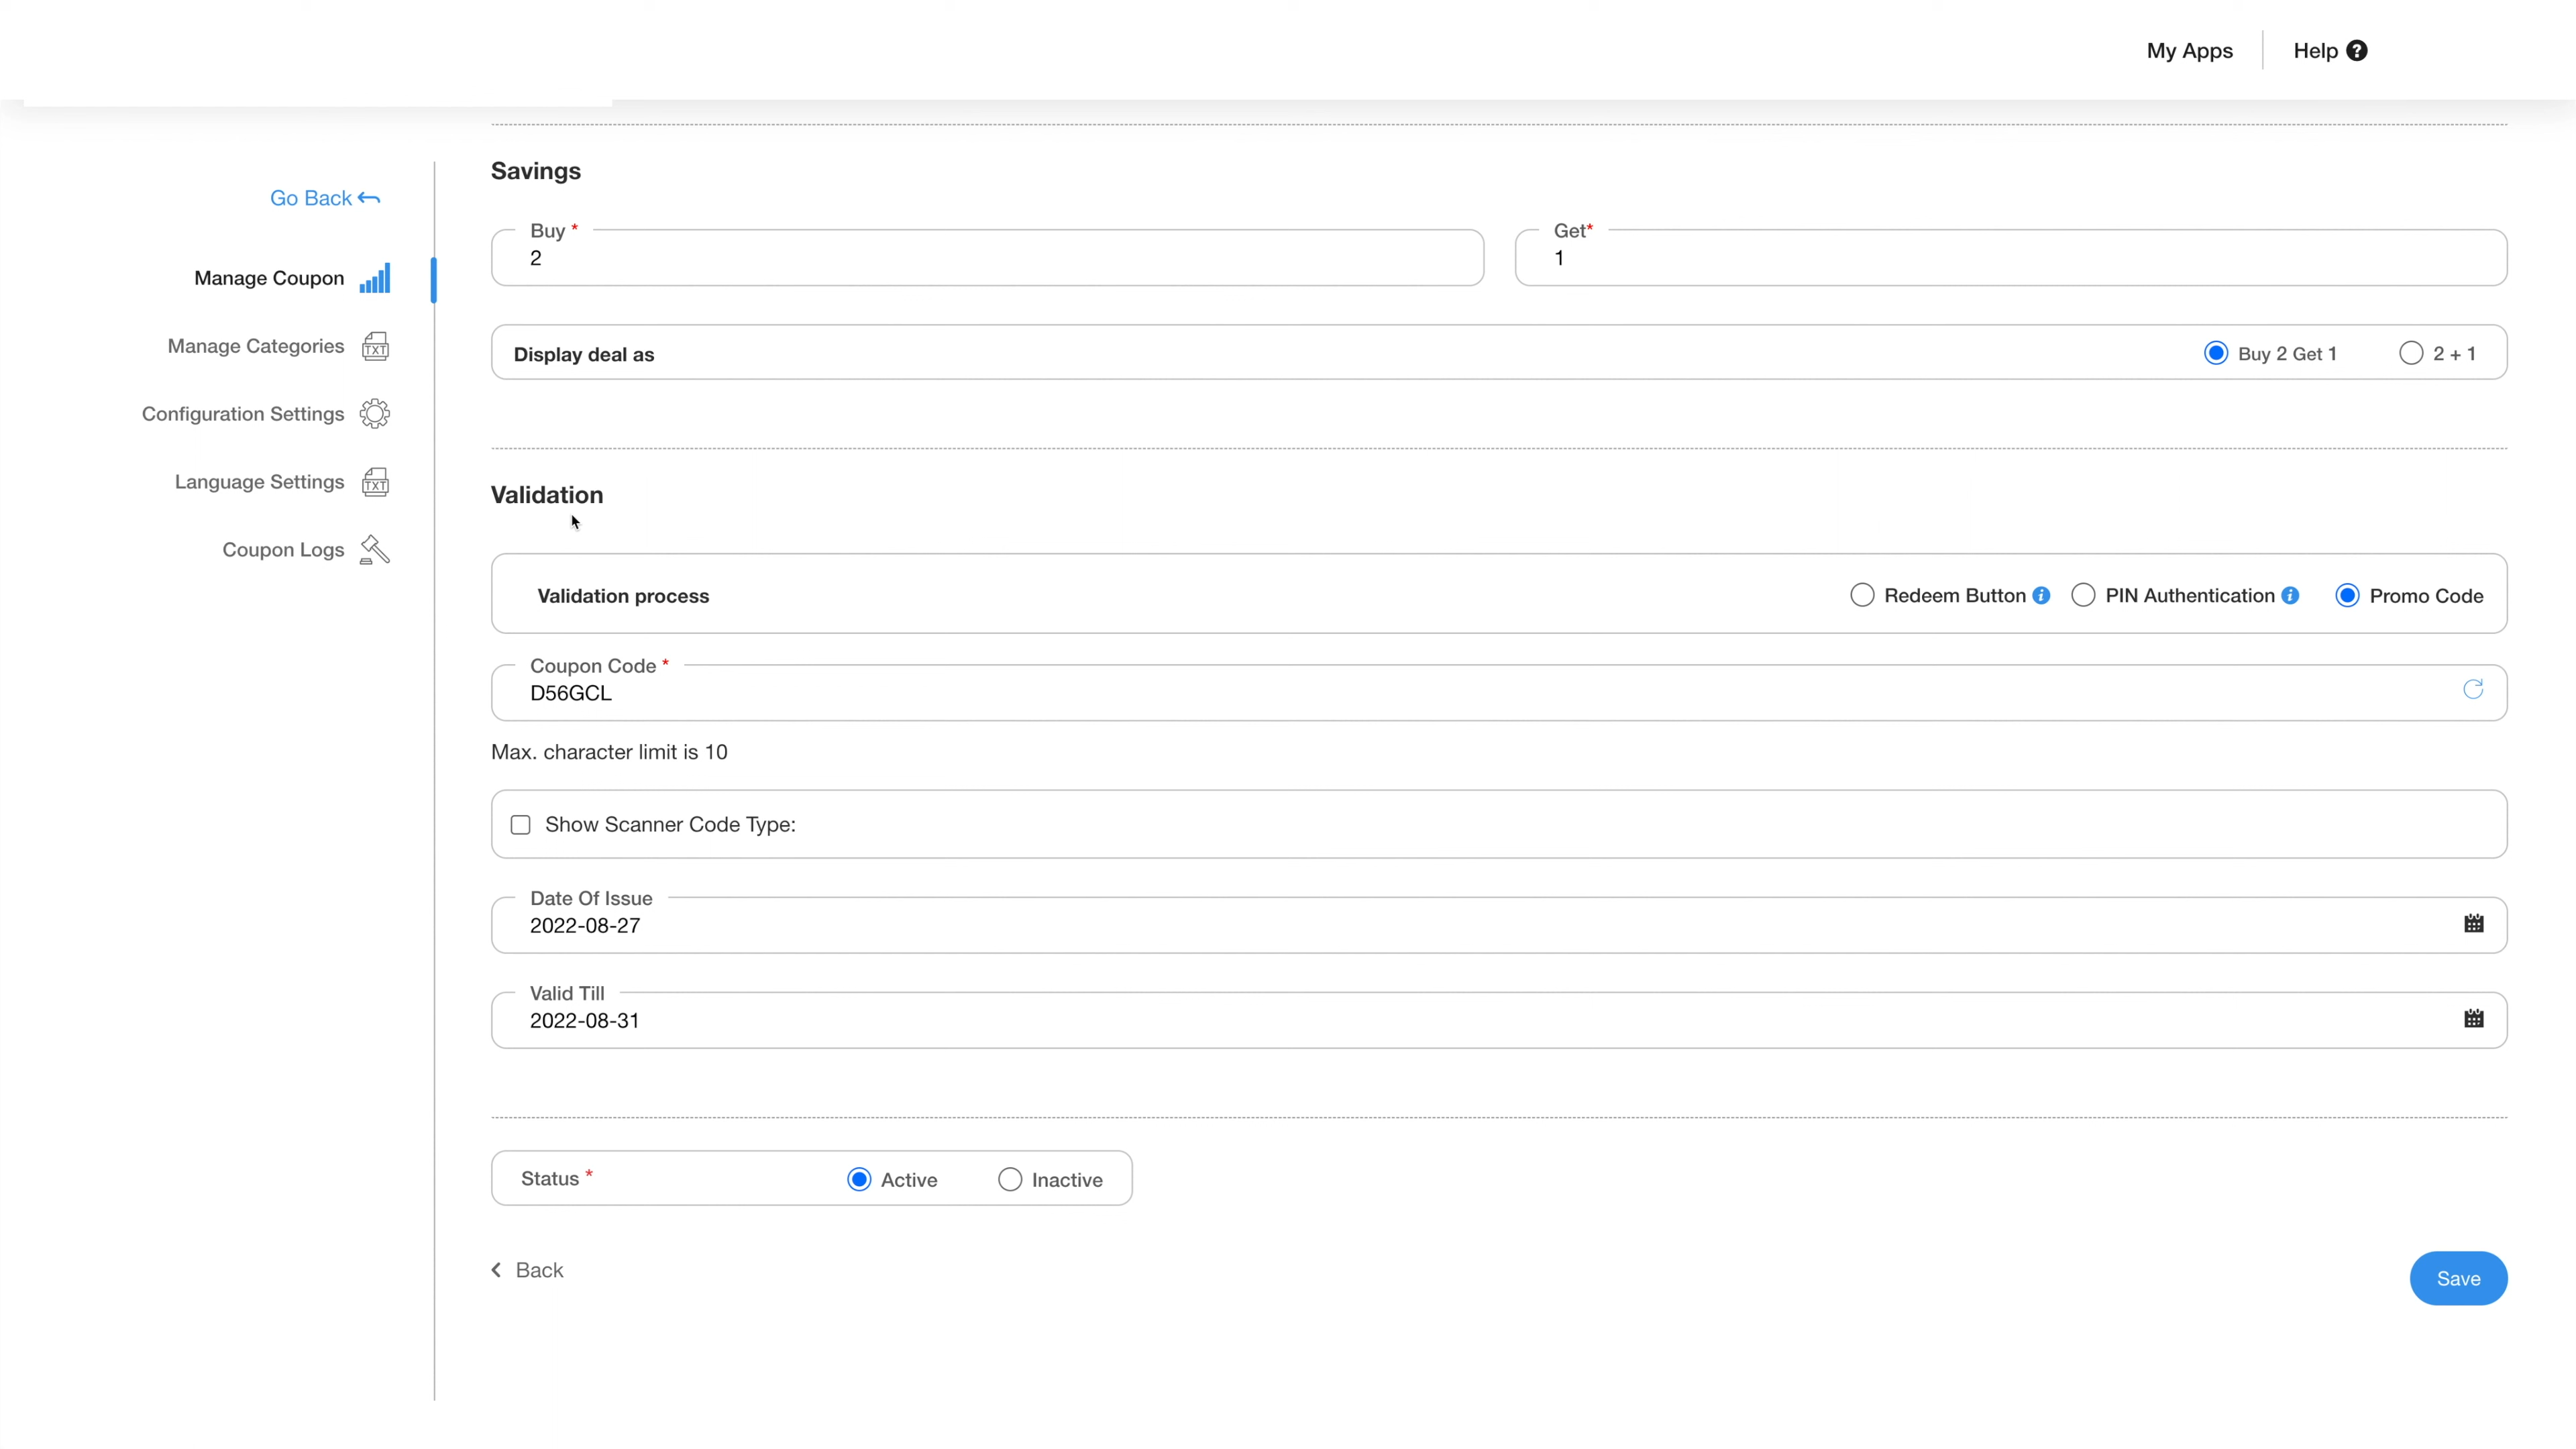 My Apps
Help
Go Back
Manage Coupon
Manage Categories
TXT
Configuration Settings
Language Settings
TXT
Coupon Logs
Savings
Buy *
2
Get*
1
Display deal as
Buy 2 Get 1
2 + 1
Validation
Validation process
Redeem Button
PIN Authentication
Promo Code
Coupon Code *
D56GCL
Max. character limit is 10
Show Scanner Code Type:
Date Of Issue
2022-08-27
Valid Till
2022-08-31
Status *
Active
Inactive
Back
Save